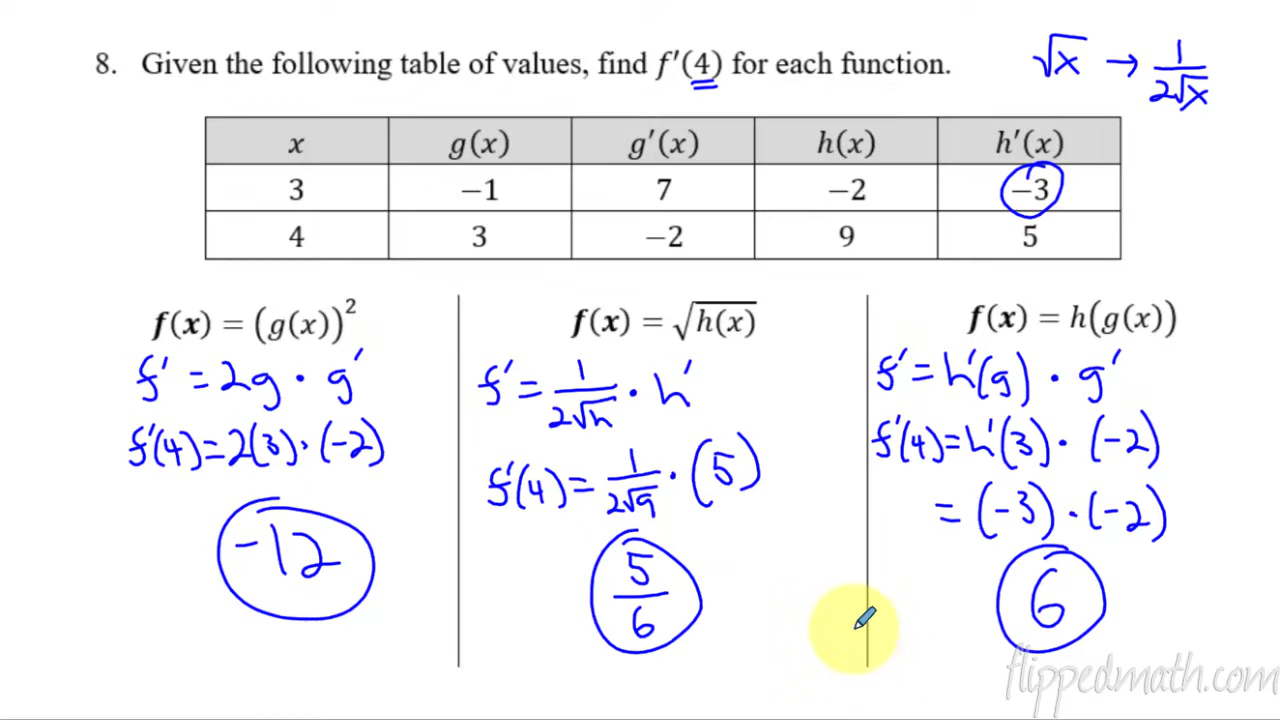 8. Given the following table of values, find f′(4) for each function.
√x → 1/(2√x)
x g(x) g′(x) h(x) h′(x)
3 −1 7 −2 −3
4 3 −2 9 5
f(x) = (g(x))²
f' = 2g · g'
f'(4) = 2(3) · (-2)
-12
f(x) = √h(x)
f' = 1/(2√h) · h'
f'(4) = 1/(2√9) · (5)
5/6
f(x) = h(g(x))
f' = h'(g) · g'
f'(4) = h'(3) · (-2)
= (-3) · (-2)
6
flippedmath.com